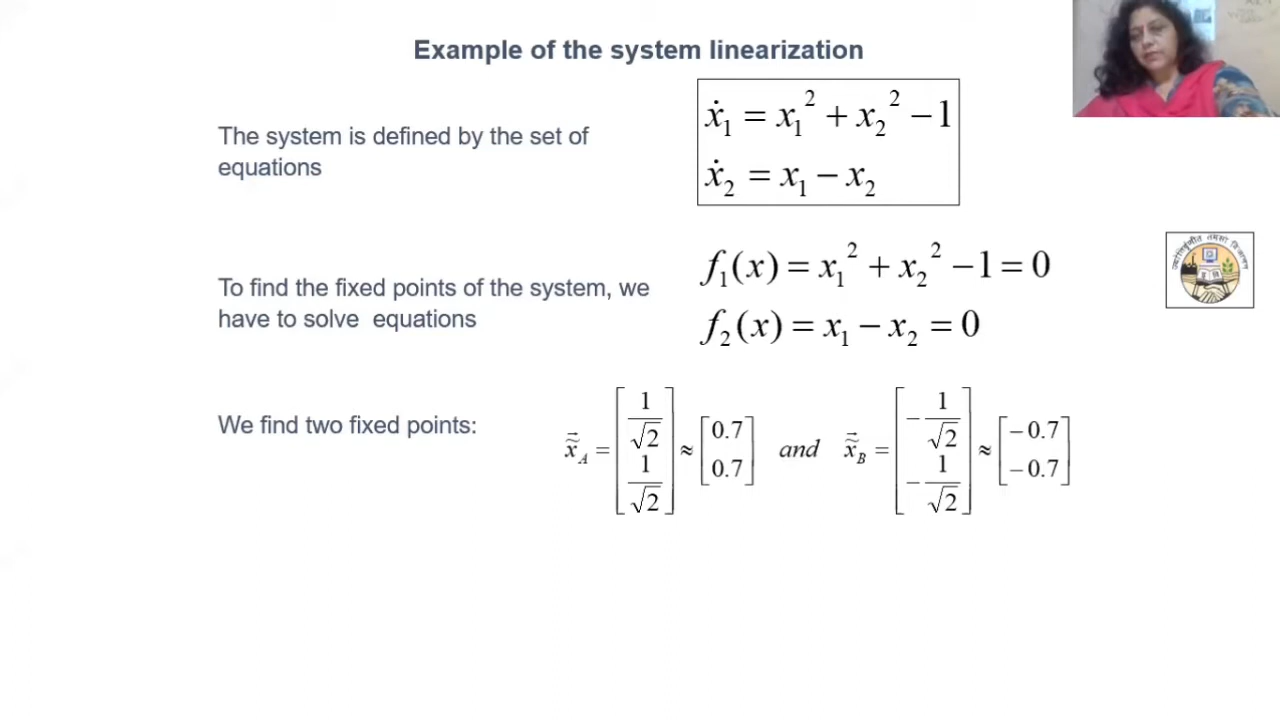 Example of the system linearization
The system is defined by the set of
equations
ẋ₁ = x₁² + x₂² − 1
ẋ₂ = x₁ − x₂
To find the fixed points of the system, we
have to solve equations
f₁(x) = x₁² + x₂² − 1 = 0
f₂(x) = x₁ − x₂ = 0
We find two fixed points:
x̃⃗_A = [1/√2; 1/√2] ≈ [0.7; 0.7] and x̃⃗_B = [−1/√2; −1/√2] ≈ [−0.7; −0.7]